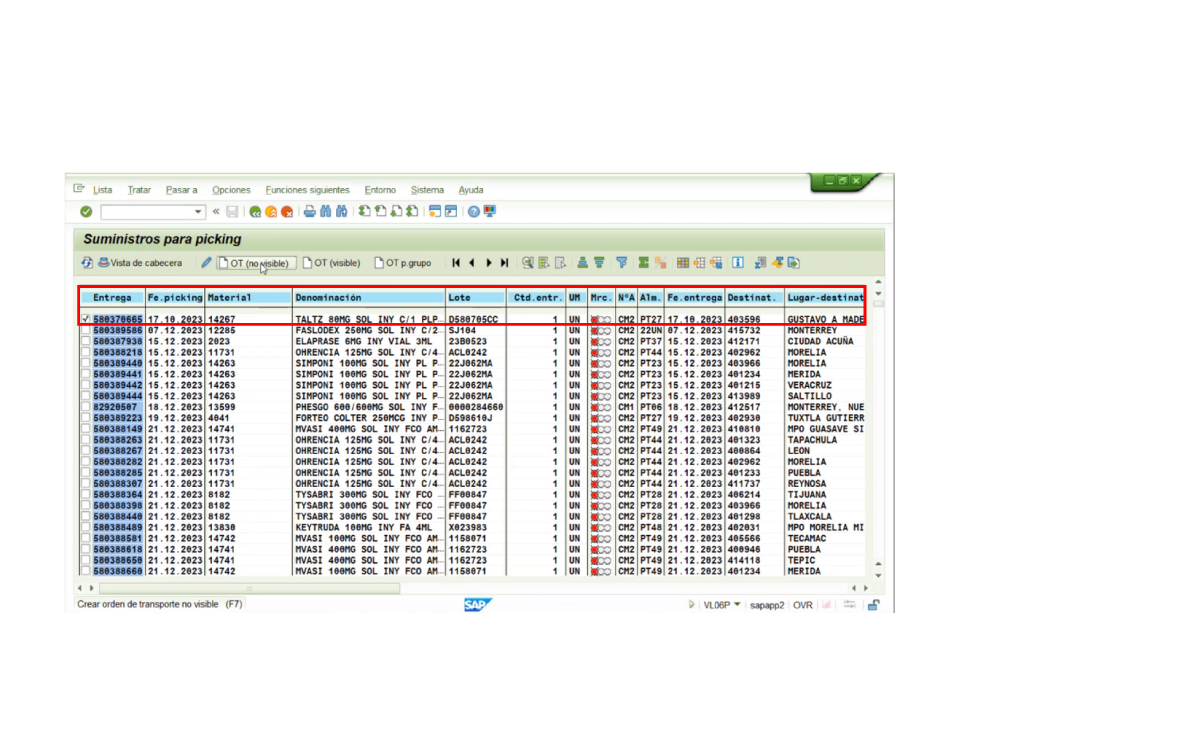 Lista Tratar Pasar a Opciones Funciones siguientes Entorno Sistema Ayuda
Suministros para picking
Vista de cabecera OT (no visible) OT (visible) OT p.grupo
Entrega Fe.picking Material Denominación Lote Ctd.entr. UM Mrc. NºA Alm. Fe.entrega Destinat. Lugar-destinat
580370665 17.10.2023 14267 TALTZ 80MG SOL INY C/1 PLP… D580705CC 1 UN CM2 PT27 17.10.2023 403596 GUSTAVO A MADE
580389586 07.12.2023 12285 FASLODEX 250MG SOL INY C/2… SJ104 1 UN CM2 22UN 07.12.2023 415732 MONTERREY
580387938 15.12.2023 2023 ELAPRASE 6MG INY VIAL 3ML 23B0523 1 UN CM2 PT37 15.12.2023 412171 CIUDAD ACUÑA
580388218 15.12.2023 11731 OHRENCIA 125MG SOL INY C/4… ACL0242 1 UN CM2 PT44 15.12.2023 402962 MORELIA
580389440 15.12.2023 14263 SIMPONI 100MG SOL INY PL P… 22J062MA 1 UN CM2 PT23 15.12.2023 403966 MORELIA
580389441 15.12.2023 14263 SIMPONI 100MG SOL INY PL P… 22J062MA 1 UN CM2 PT23 15.12.2023 401234 MERIDA
580389442 15.12.2023 14263 SIMPONI 100MG SOL INY PL P… 22J062MA 1 UN CM2 PT23 15.12.2023 401215 VERACRUZ
580389444 15.12.2023 14263 SIMPONI 100MG SOL INY PL P… 22J062MA 1 UN CM2 PT23 15.12.2023 413989 SALTILLO
82920507 18.12.2023 13599 PHESGO 600/600MG SOL INY F… 0000284660 1 UN CM1 PT06 18.12.2023 412517 MONTERREY, NUE
580389223 19.12.2023 4041 FORTEO COLTER 250MCG INY P… D598610J 1 UN CM2 PT27 19.12.2023 402930 TUXTLA GUTIERR
580388149 21.12.2023 14741 MVASI 400MG SOL INY FCO AM… 1162723 1 UN CM2 PT49 21.12.2023 410810 MPO GUASAVE SI
580388263 21.12.2023 11731 OHRENCIA 125MG SOL INY C/4… ACL0242 1 UN CM2 PT44 21.12.2023 401323 TAPACHULA
580388267 21.12.2023 11731 OHRENCIA 125MG SOL INY C/4… ACL0242 1 UN CM2 PT44 21.12.2023 400864 LEON
580388282 21.12.2023 11731 OHRENCIA 125MG SOL INY C/4… ACL0242 1 UN CM2 PT44 21.12.2023 402962 MORELIA
580388285 21.12.2023 11731 OHRENCIA 125MG SOL INY C/4… ACL0242 1 UN CM2 PT44 21.12.2023 401233 PUEBLA
580388307 21.12.2023 11731 OHRENCIA 125MG SOL INY C/4… ACL0242 1 UN CM2 PT44 21.12.2023 411737 REYNOSA
580388364 21.12.2023 8182 TYSABRI 300MG SOL INY FCO … FF00847 1 UN CM2 PT28 21.12.2023 406214 TIJUANA
580388398 21.12.2023 8182 TYSABRI 300MG SOL INY FCO … FF00847 1 UN CM2 PT28 21.12.2023 403966 MORELIA
580388440 21.12.2023 8182 TYSABRI 300MG SOL INY FCO … FF00847 1 UN CM2 PT28 21.12.2023 401298 TLAXCALA
580388489 21.12.2023 13830 KEYTRUDA 100MG INY FA 4ML X023983 1 UN CM2 PT48 21.12.2023 402031 MPO MORELIA MI
580388581 21.12.2023 14742 MVASI 100MG SOL INY FCO AM… 1158071 1 UN CM2 PT49 21.12.2023 405566 TECAMAC
580388618 21.12.2023 14741 MVASI 400MG SOL INY FCO AM… 1162723 1 UN CM2 PT49 21.12.2023 400946 PUEBLA
580388650 21.12.2023 14741 MVASI 400MG SOL INY FCO AM… 1162723 1 UN CM2 PT49 21.12.2023 414118 TEPIC
580388660 21.12.2023 14742 MVASI 100MG SOL INY FCO AM… 1158071 1 UN CM2 PT49 21.12.2023 401234 MERIDA
Crear orden de transporte no visible (F7) SAP VL06P sapapp2 OVR